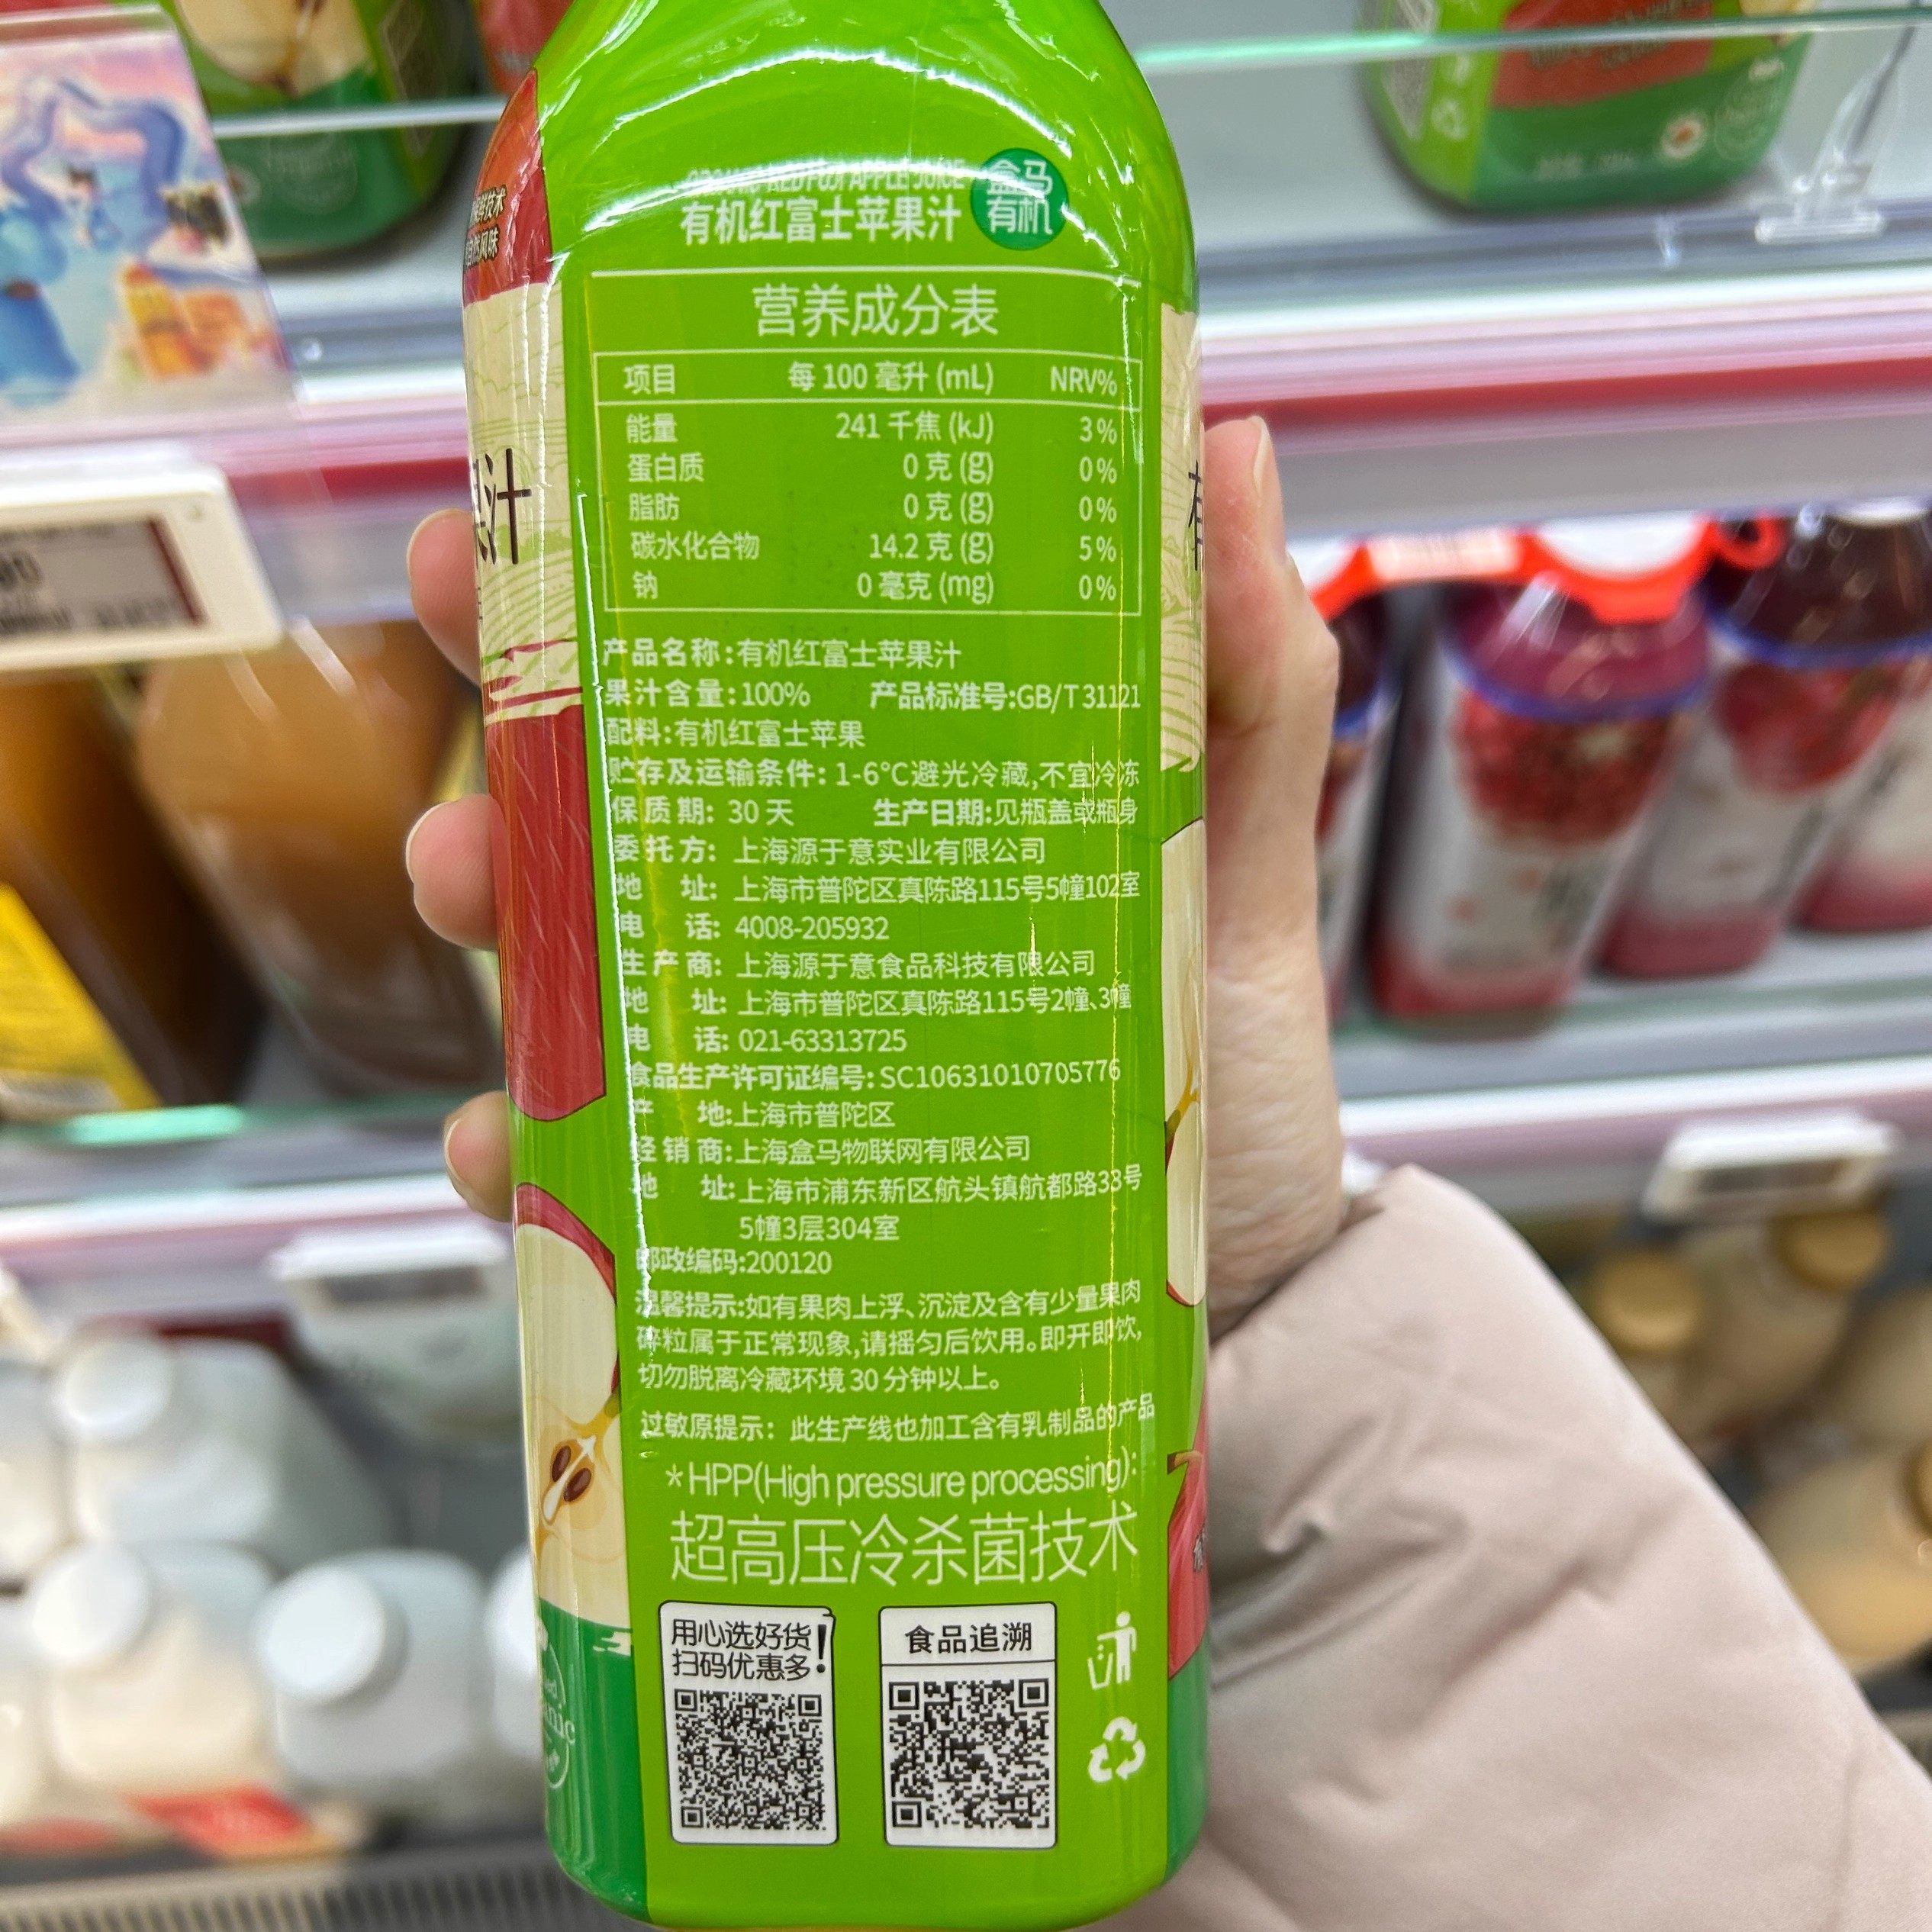 有机红富士苹果汁
盒马
有机
营养成分表
项目 每 100 毫升 (mL) NRV%
能量 241 千焦 (kJ) 3%
蛋白质 0 克 (g) 0%
脂肪 0 克 (g) 0%
碳水化合物 14.2 克 (g) 5%
钠 0 毫克 (mg) 0%
产品名称:有机红富士苹果汁
果汁含量:100% 产品标准号:GB/T 31121
配料:有机红富士苹果
贮存及运输条件: 1-6°C避光冷藏,不宜冷冻
保质期: 30 天 生产日期:见瓶盖或瓶身
委托方: 上海源于意实业有限公司
地 址: 上海市普陀区真陈路115号5幢102室
电 话: 4008-205932
生产商: 上海源于意食品科技有限公司
地 址: 上海市普陀区真陈路115号2幢、3幢
电 话: 021-63313725
食品生产许可证编号: SC10631010705776
产 地:上海市普陀区
经销商:上海盒马物联网有限公司
地 址:上海市浦东新区航头镇航都路33号
5幢3层304室
邮政编码:200120
温馨提示:如有果肉上浮、沉淀及含有少量果肉
碎粒属于正常现象,请摇匀后饮用。即开即饮,
切勿脱离冷藏环境 30 分钟以上。
过敏原提示: 此生产线也加工含有乳制品的产品
*HPP(High pressure processing):
超高压冷杀菌技术
用心选好货
扫码优惠多!
食品追溯
果汁